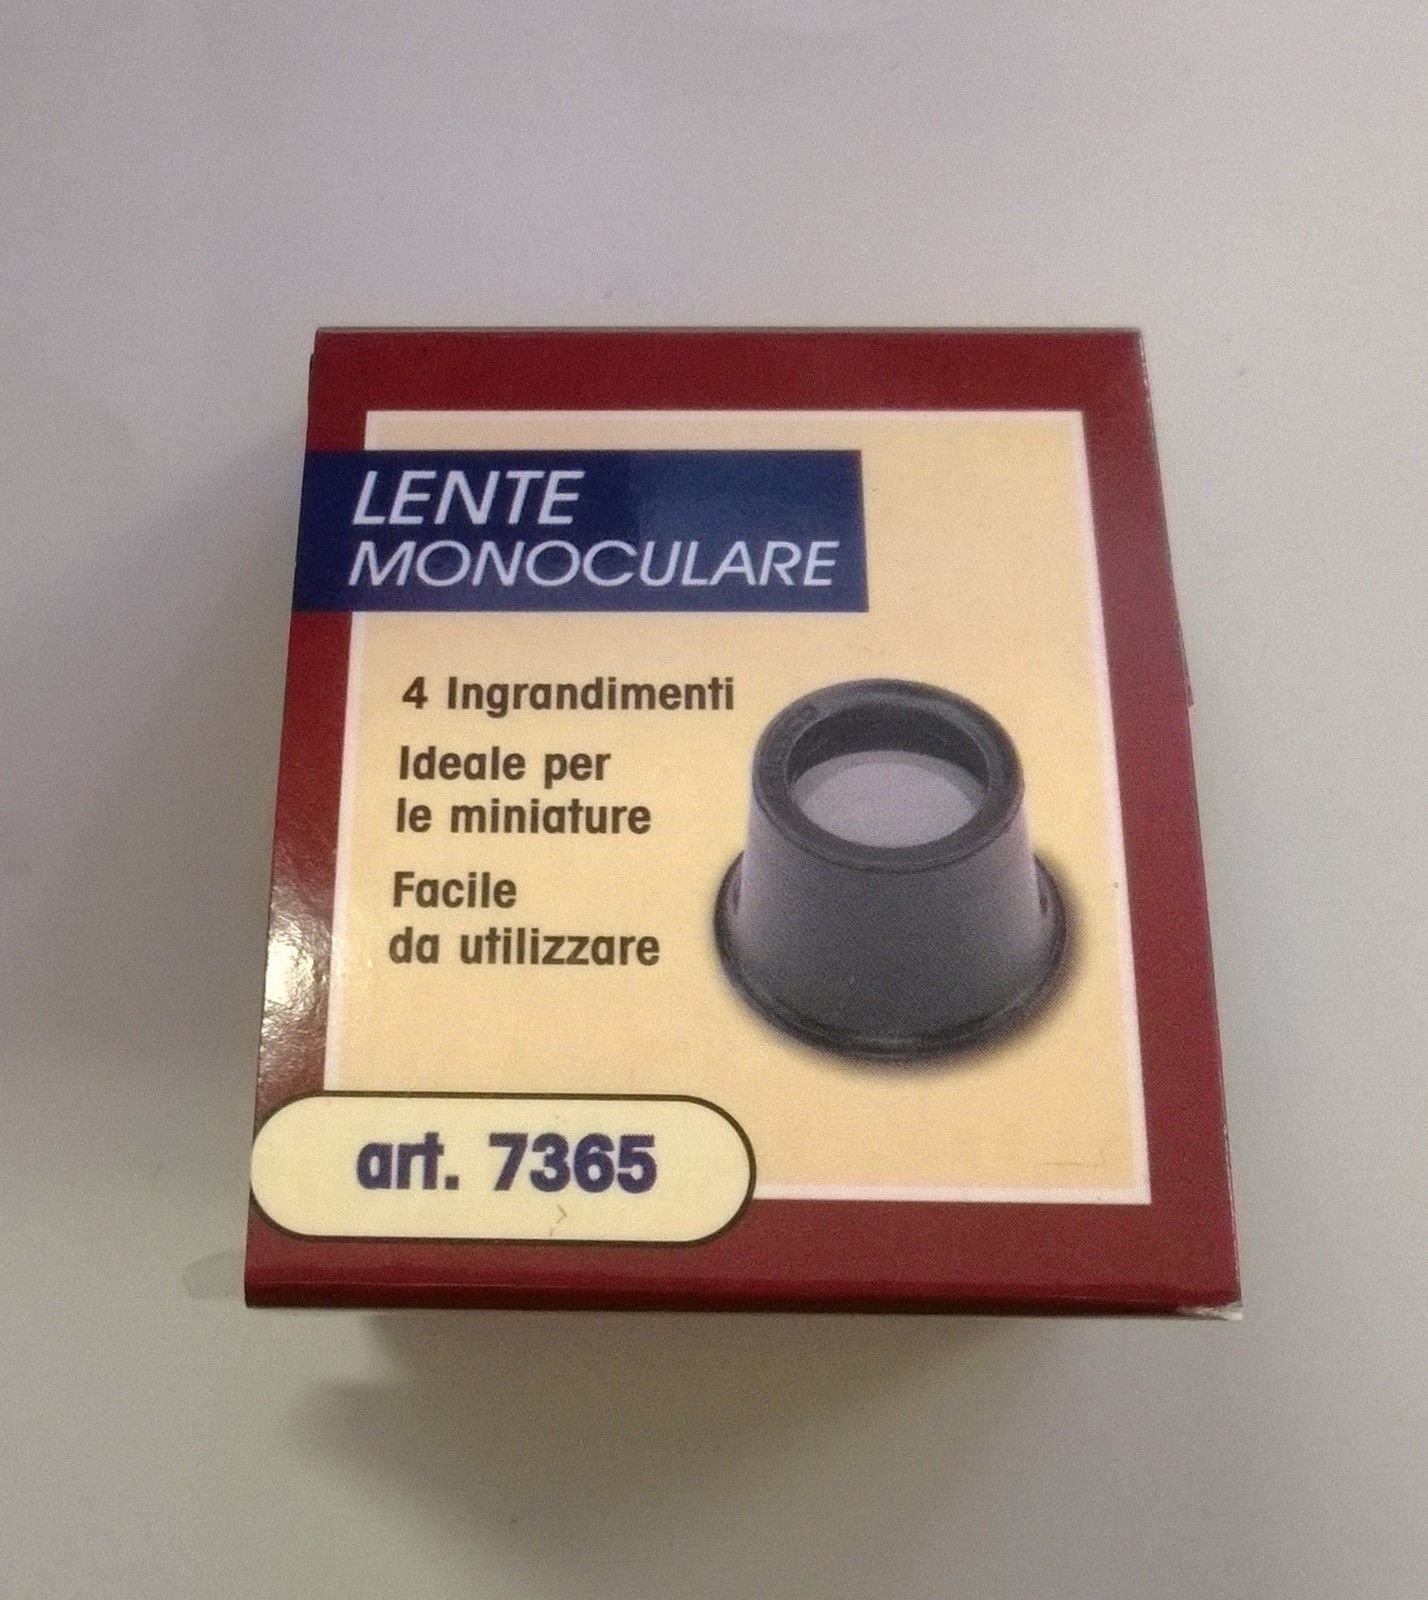 LENTE
MONOCULARE
4 Ingrandimenti
Ideale per
le miniature
Facile
da utilizzare
art. 7365